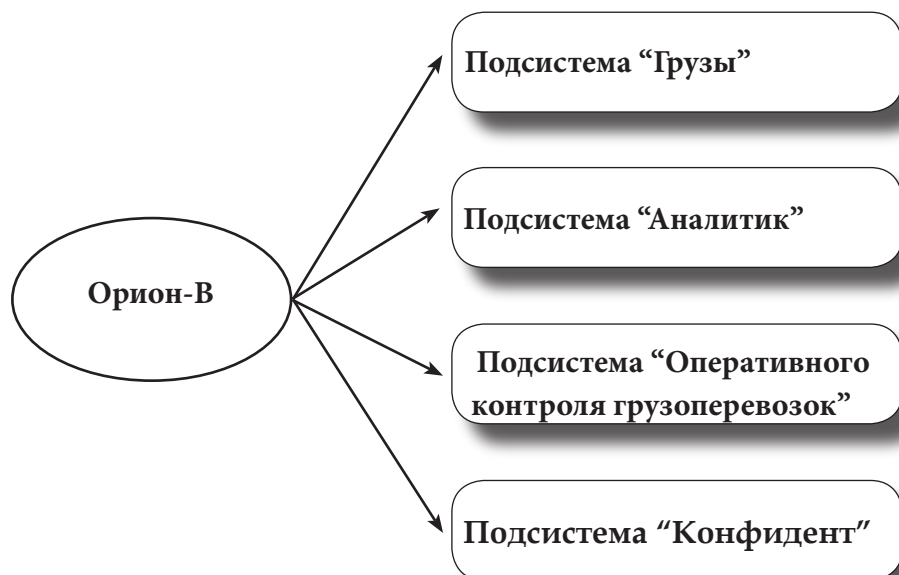 Подсистема “Грузы”
Подсистема “Аналитик”
Орион-В
Подсистема “Оперативного
контроля грузоперевозок”
Подсистема “Конфидент”